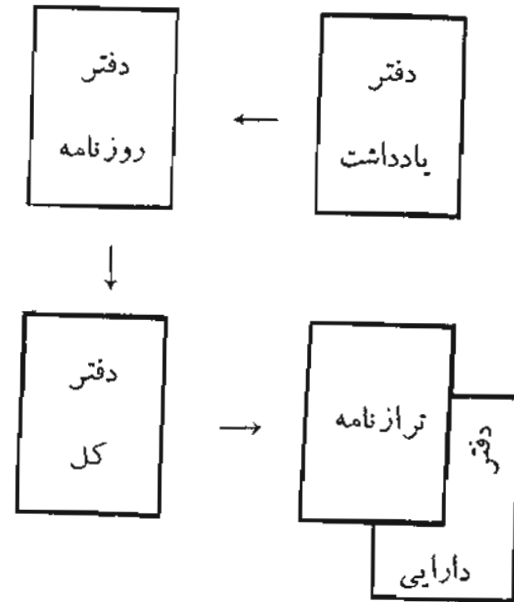 دفتر
یادداشت
دفتر
روزنامه
دفتر
کل
ترازنامه
دفتر
دارایی